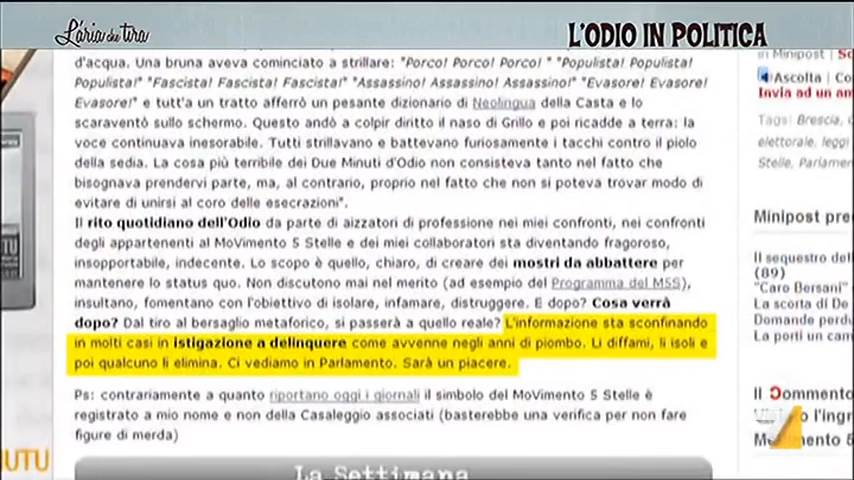 L'aria che tira
L'ODIO IN POLITICA
d'acqua. Una bruna aveva cominciato a strillare: "Porco! Porco! Porco! " "Populista! Populista!
Populista!" "Fascista! Fascista! Fascista!" "Assassino! Assassino! Assassino!" "Evasore! Evasore!
Evasore!" e tutt'a un tratto afferrò un pesante dizionario di Neolingua della Casta e lo
scaraventò sullo schermo. Questo andò a colpir diritto il naso di Grillo e poi ricadde a terra: la
voce continuava inesorabile. Tutti strillavano e battevano furiosamente i tacchi contro il piolo
della sedia. La cosa più terribile dei Due Minuti d'Odio non consisteva tanto nel fatto che
bisognava prendervi parte, ma, al contrario, proprio nel fatto che non si poteva trovar modo di
evitare di unirsi al coro delle esecrazioni".
Il rito quotidiano dell'Odio da parte di aizzatori di professione nei miei confronti, nei confronti
degli appartenenti al MoVimento 5 Stelle e dei miei collaboratori sta diventando fragoroso,
insopportabile, indecente. Lo scopo è quello, chiaro, di creare dei mostri da abbattere per
mantenere lo status quo. Non discutono mai nel merito (ad esempio del Programma del M5S),
insultano, fomentano con l'obiettivo di isolare, infamare, distruggere. E dopo? Cosa verrà
dopo? Dal tiro al bersaglio metaforico, si passerà a quello reale? L'informazione sta sconfinando
in molti casi in istigazione a delinquere come avvenne negli anni di piombo. Li diffami, li isoli e
poi qualcuno li elimina. Ci vediamo in Parlamento. Sarà un piacere.
Ps: contrariamente a quanto riportano oggi i giornali il simbolo del MoVimento 5 Stelle è
registrato a mio nome e non della Casaleggio associati (basterebbe una verifica per non fare
figure di merda)
La Settimana
in Minipost | Sc
Ascolta | Co
Invia ad un am
Tags: Brescia, c
elettorale, leggi
Stelle, Parlamen
Minipost pre
Il sequestro del
(89)
"Caro Bersani"
La scorta di De
Domande perdu
La porti un cam
Il Commento
o l'ingr